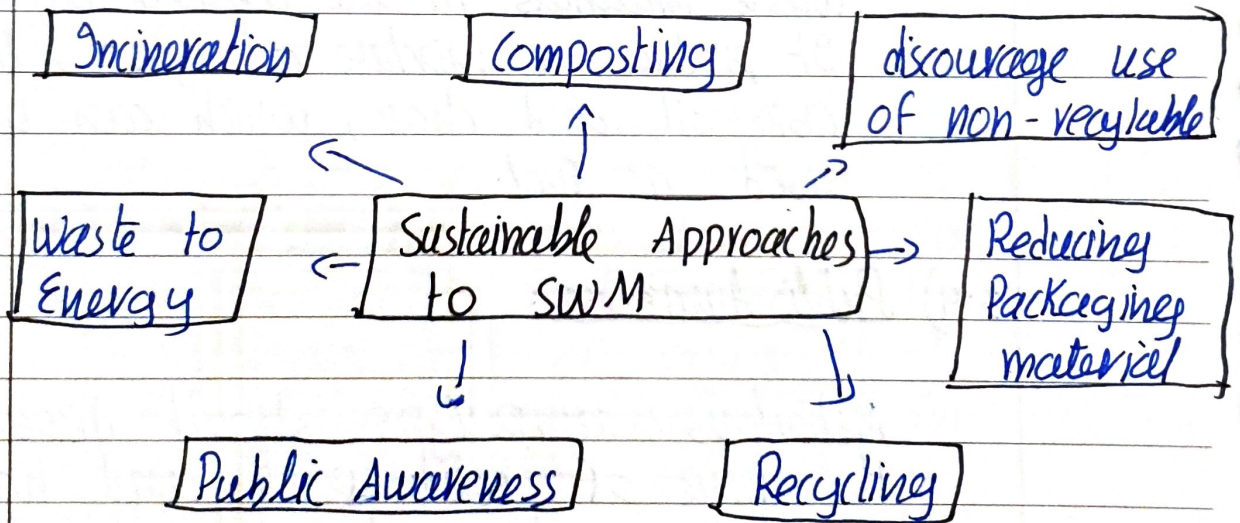 Incineration
Composting
discourage use
of non-recylable
Waste to
Energy
Sustainable Approaches
to SWM
Reducing
Packaging
material
Public Awareness
Recycling